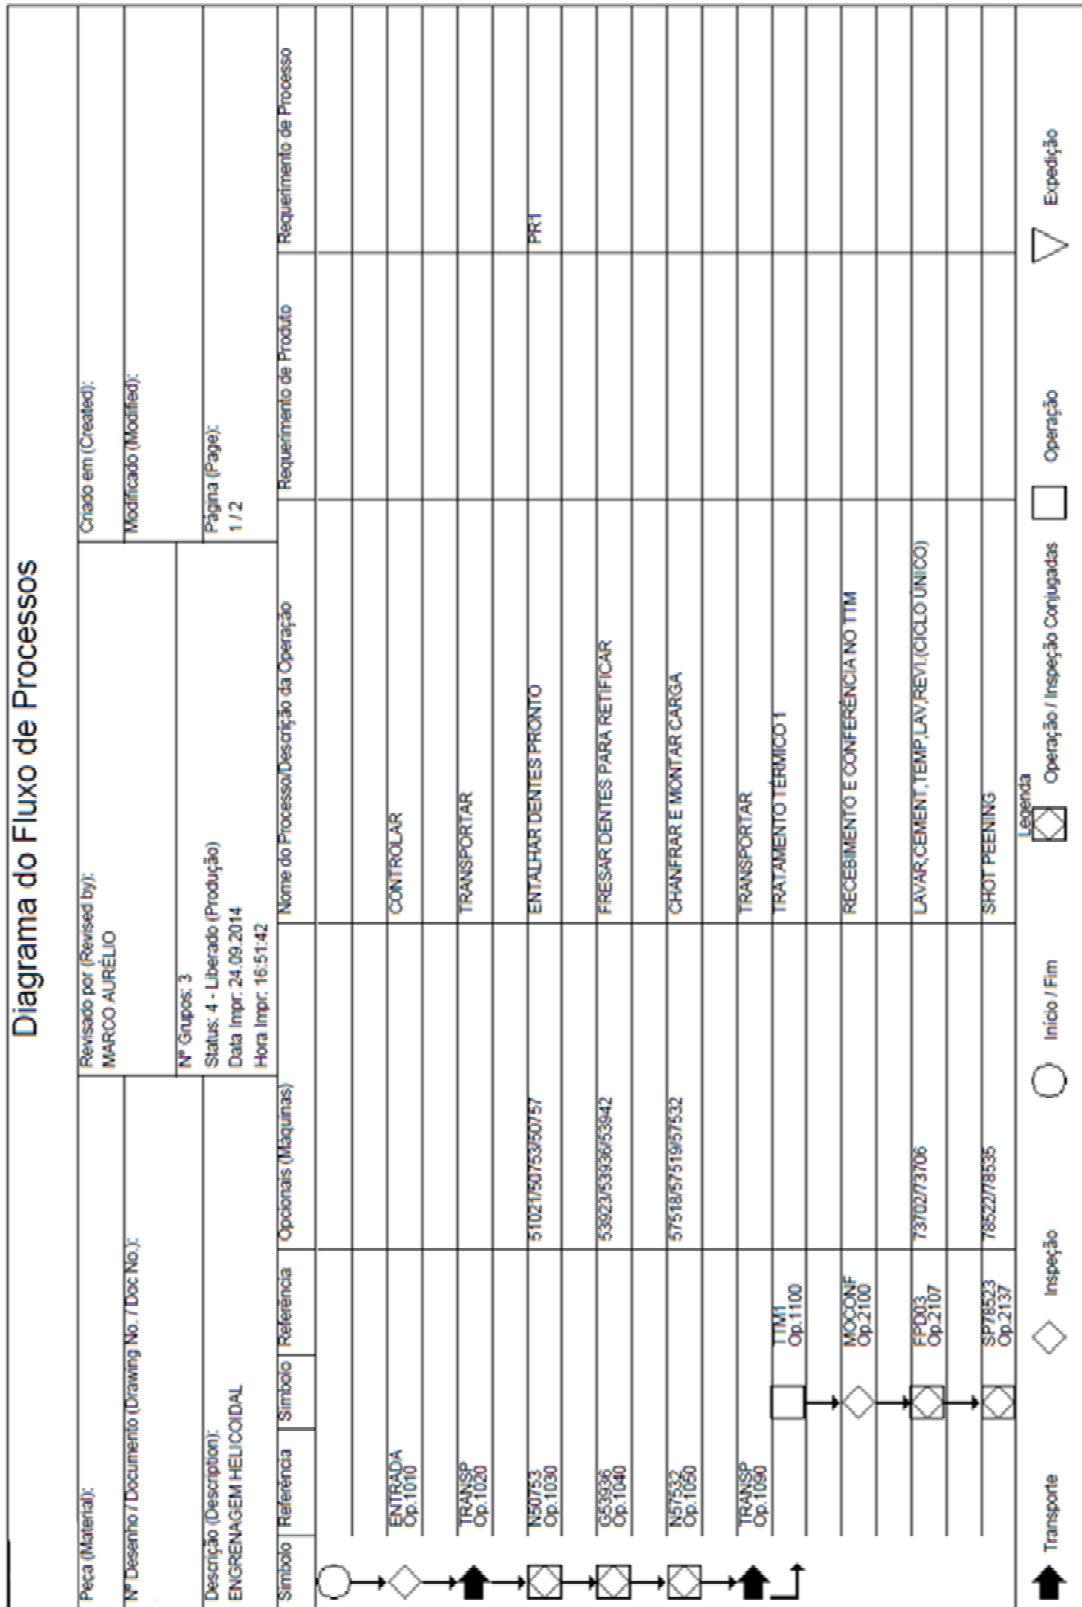 Diagrama do Fluxo de Processos
Peça (Material):
Revisado por (Revised by):
MARCO AURÉLIO
Criado em (Created):
Nº Desenho / Documento (Drawing No. / Doc No.):
Modificado (Modified):
Nº Grupos: 3
Descrição (Description):
ENGRENAGEM HELICOIDAL
Status: 4 - Liberado (Produção)
Data Impr: 24.09.2014
Hora Impr: 16:51:42
Página (Page):
1 / 2
Símbolo Referência Símbolo Referência Opcionais (Máquinas) Nome do Processo/Descrição da Operação Requerimento de Produto Requerimento de Processo
ENTRADA
Op.1010 CONTROLAR
TRANSP
Op.1020 TRANSPORTAR
N50753
Op.1030 51021/50753/50757 ENTALHAR DENTES PRONTO PR1
G53936
Op.1040 53923/53936/53942 FRESAR DENTES PARA RETIFICAR
N57532
Op.1050 57518/57519/57532 CHANFRAR E MONTAR CARGA
TRANSP
Op.1090 TRANSPORTAR
TTM1
Op.1100 TRATAMENTO TÉRMICO 1
MOCONF
Op.2100 RECEBIMENTO E CONFERÊNCIA NO TTM
FPD03
Op.2107 73702/73706 LAVAR,CEMENT,TEMP,LAV,REVI.(CICLO ÚNICO)
SP78523
Op.2137 78522/78535 SHOT PEENING
Legenda
Transporte Inspeção Início / Fim Operação / Inspeção Conjugadas Operação Expedição